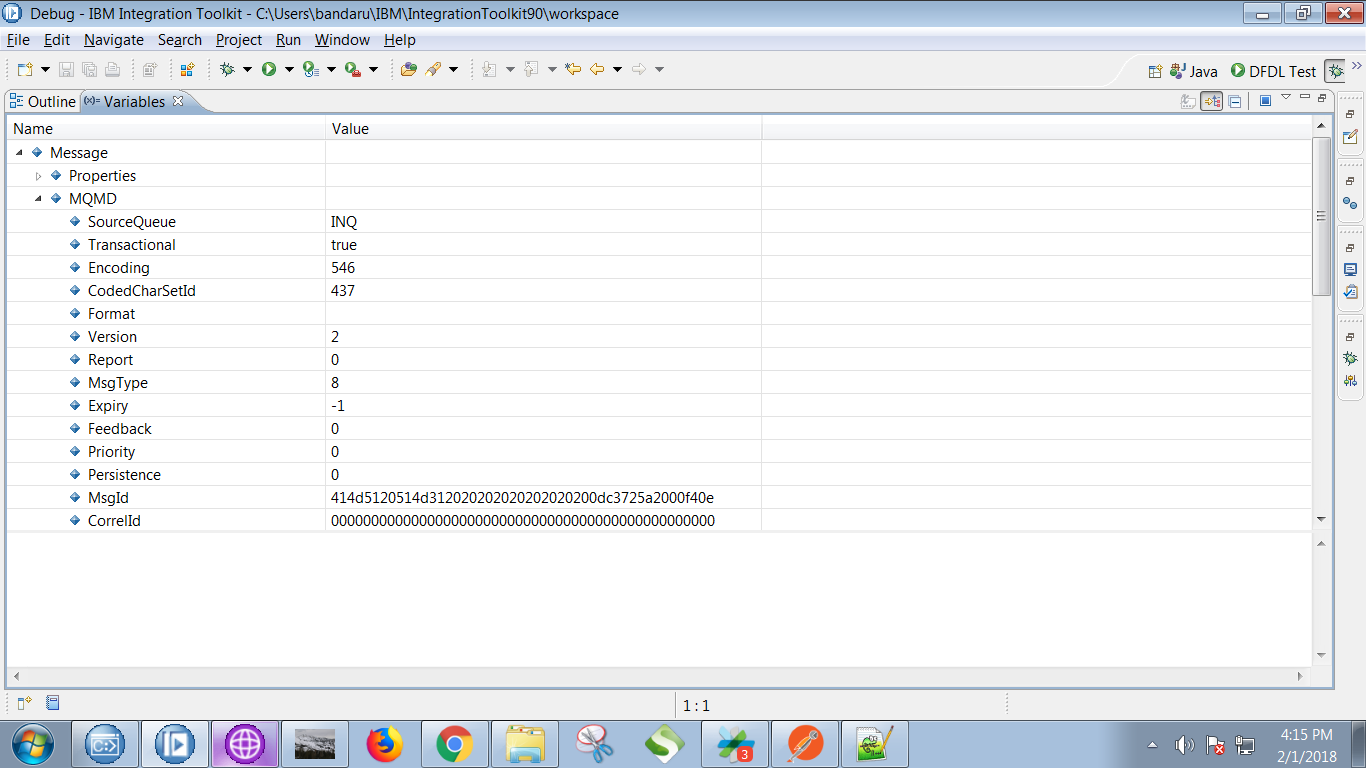 Debug - IBM Integration Toolkit - C:\Users\bandaru\IBM\IntegrationToolkit90\workspace
File Edit Navigate Search Project Run Window Help
Java DFDL Test
Outline (x)= Variables
Name Value
Message
Properties
MQMD
SourceQueue INQ
Transactional true
Encoding 546
CodedCharSetId 437
Format
Version 2
Report 0
MsgType 8
Expiry -1
Feedback 0
Priority 0
Persistence 0
MsgId 414d5120514d312020202020202020200dc3725a2000f40e
CorrelId 000000000000000000000000000000000000000000000000
1 : 1
3
4:15 PM
2/1/2018